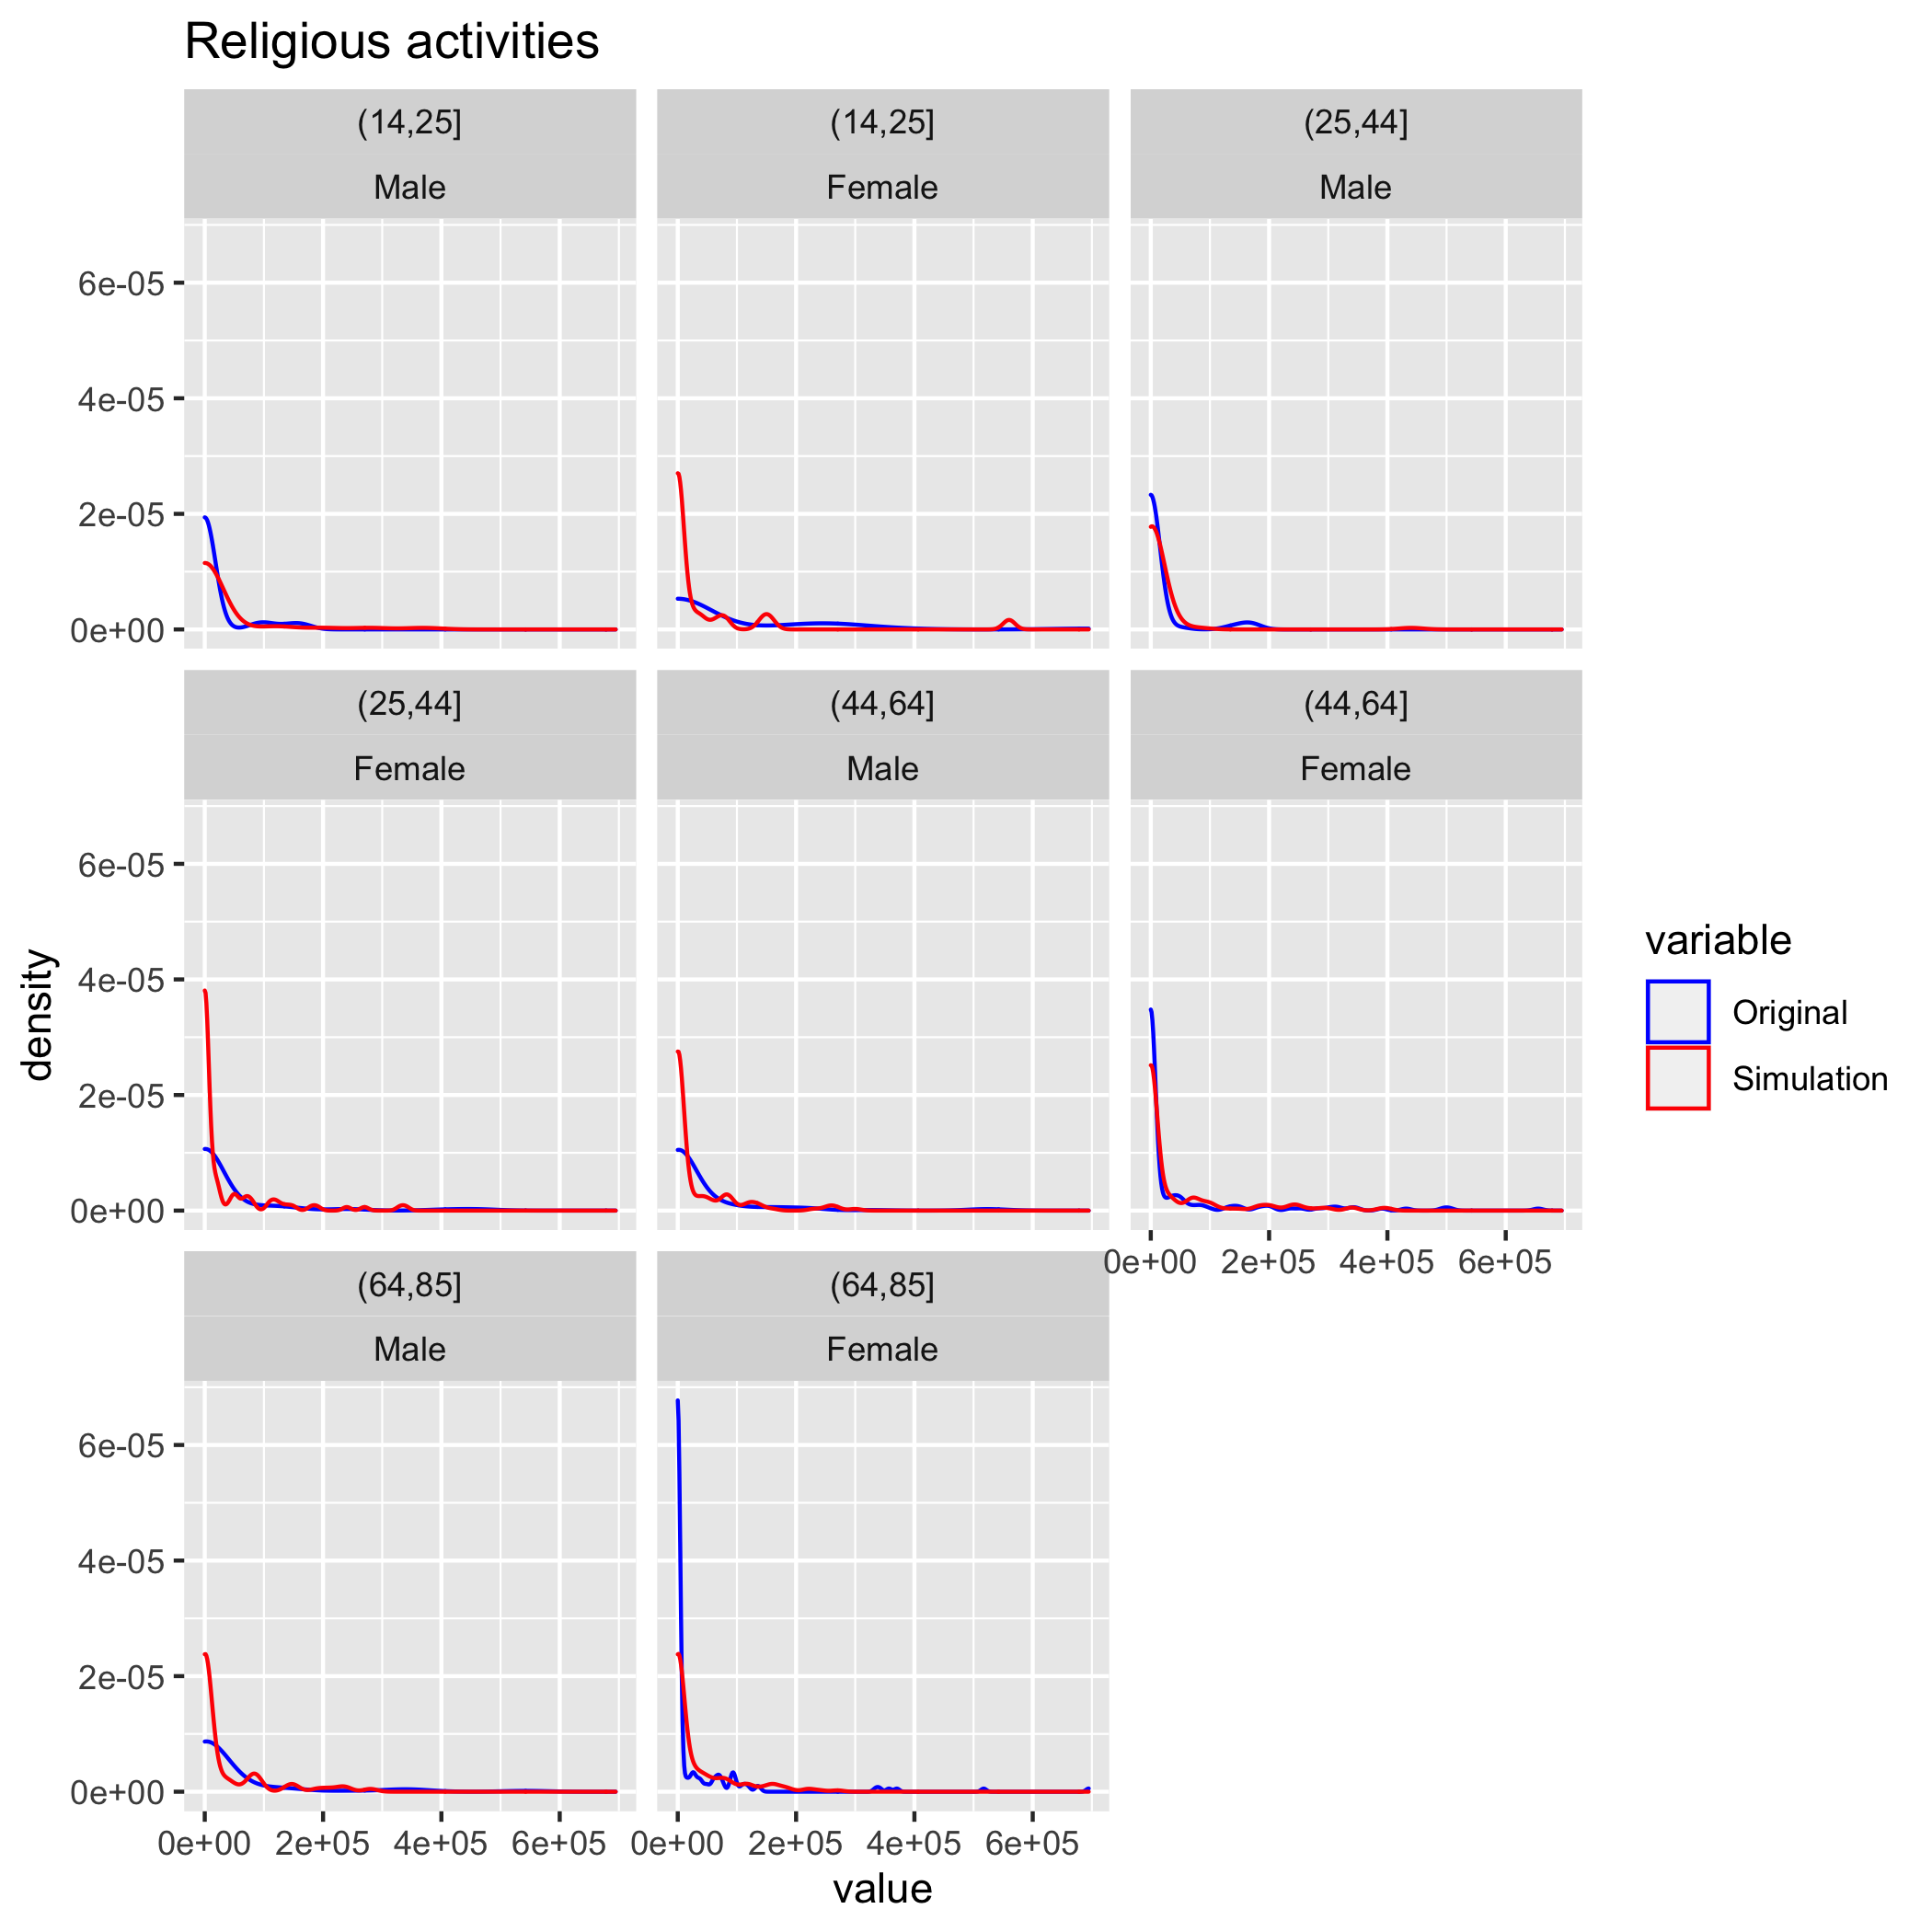 Religious activities
(14,25]
(14,25]
(25,44]
Male
Female
Male
6e-05
4e-05
2e-05
0e+00
(25,44]
(44,64]
(44,64]
Female
Male
Female
6e-05
4e-05
2e-05
0e+00
0e+00 2e+05 4e+05 6e+05
(64,85]
(64,85]
Male
Female
6e-05
4e-05
2e-05
0e+00
0e+00 2e+05 4e+05 6e+05
0e+00 2e+05 4e+05 6e+05
value
density
variable
Original
Simulation